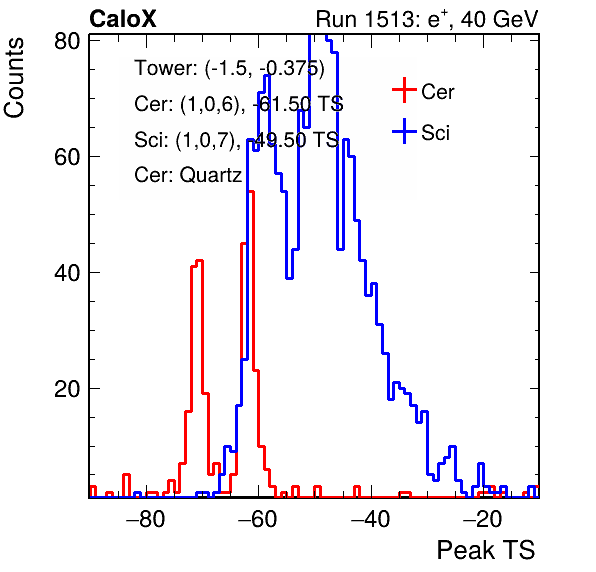 CaloX Run 1513: e⁺, 40 GeV
Counts
80
60
40
20
Tower: (-1.5, -0.375)
Cer: (1,0,6), -61.50 TS
Sci: (1,0,7), -49.50 TS
Cer: Quartz
Cer
Sci
−80 −60 −40 −20
Peak TS